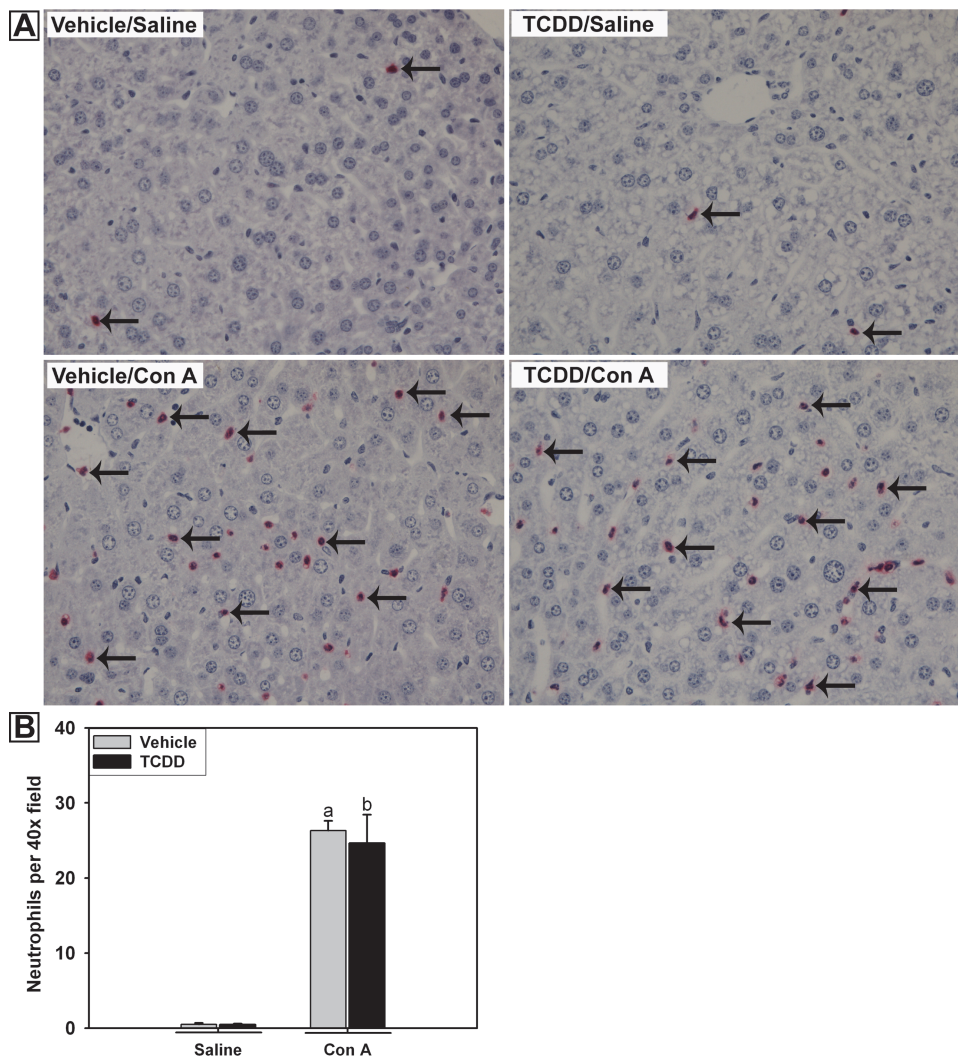 A
Vehicle/Saline
TCDD/Saline
Vehicle/Con A
TCDD/Con A
B
Neutrophils per 40x field
40
30
20
10
0
Vehicle
TCDD
a
b
Saline
Con A